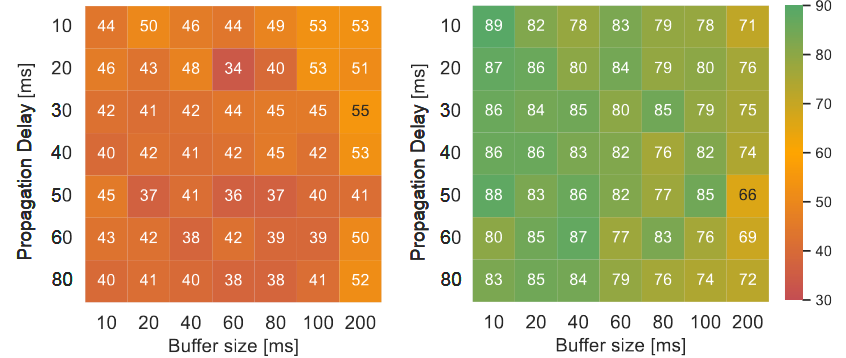 Propagation Delay [ms]
10 44 50 46 44 49 53 53
20 46 43 48 34 40 53 51
30 42 41 42 44 45 45 55
40 40 42 41 42 45 42 53
50 45 37 41 36 37 40 41
60 43 42 38 42 39 39 50
80 40 41 40 38 38 41 52
10 20 40 60 80 100 200
Buffer size [ms]
Propagation Delay [ms]
10 89 82 78 83 79 78 71
20 87 86 80 84 79 80 76
30 86 84 85 80 85 79 75
40 86 86 83 82 76 82 74
50 88 83 86 82 77 85 66
60 80 85 87 77 83 76 69
80 83 85 84 79 76 74 72
10 20 40 60 80 100 200
Buffer size [ms]
90
80
70
60
50
40
30